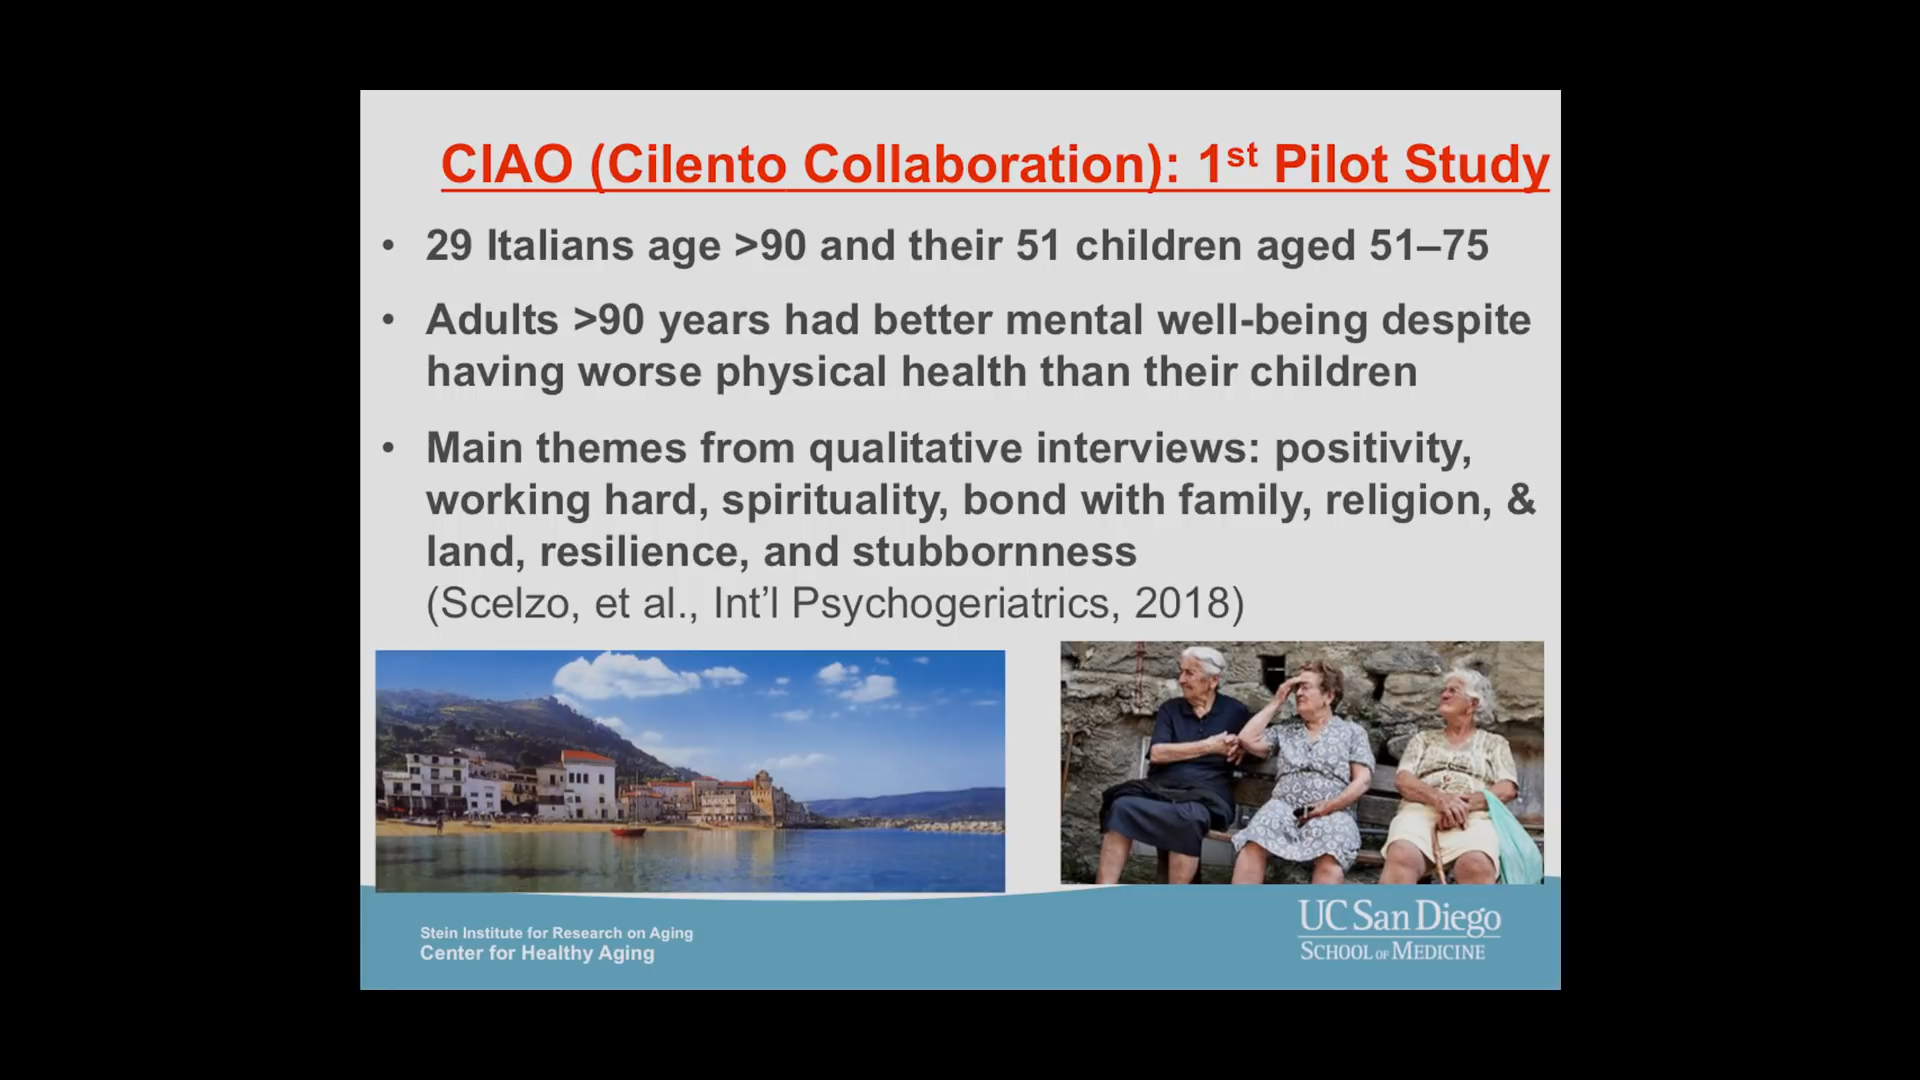 CIAO (Cilento Collaboration): 1st Pilot Study
• 29 Italians age >90 and their 51 children aged 51–75
• Adults >90 years had better mental well-being despite
having worse physical health than their children
• Main themes from qualitative interviews: positivity,
working hard, spirituality, bond with family, religion, &
land, resilience, and stubbornness
(Scelzo, et al., Int’l Psychogeriatrics, 2018)
Stein Institute for Research on Aging
Center for Healthy Aging
UC San Diego
SCHOOL OF MEDICINE